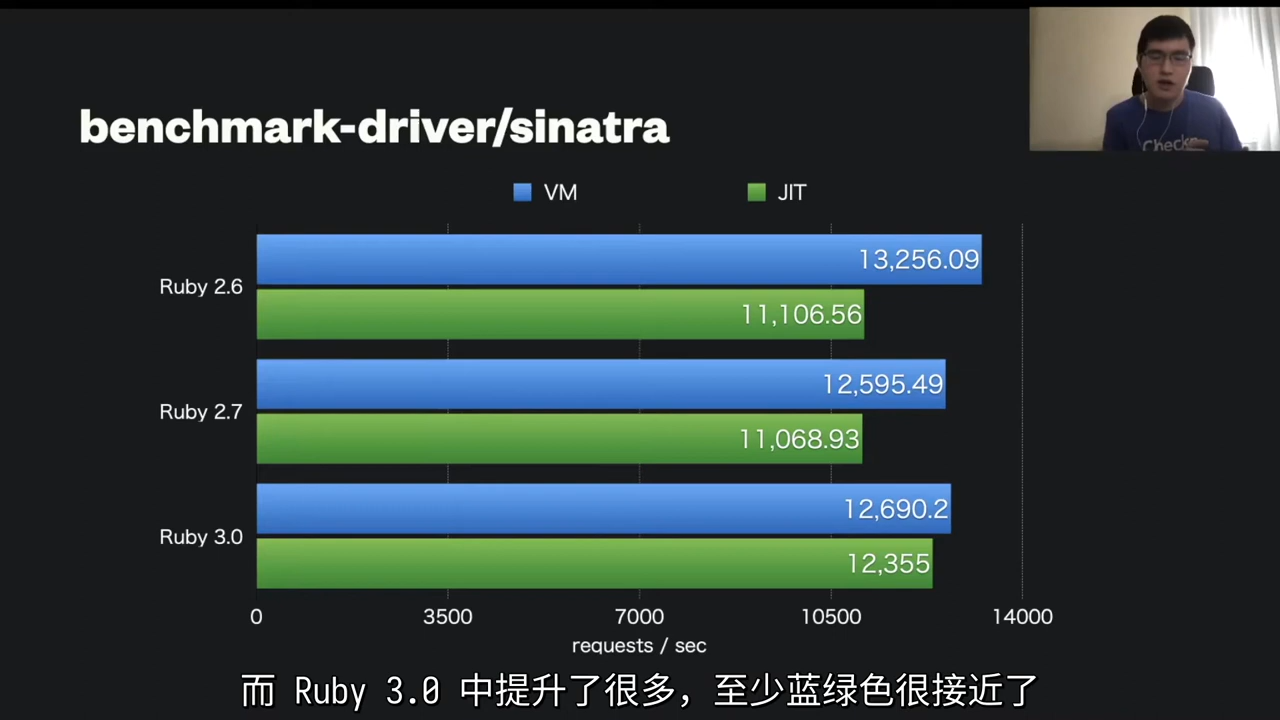 benchmark-driver/sinatra
VM
JIT
Ruby 2.6
13,256.09
11,106.56
Ruby 2.7
12,595.49
11,068.93
Ruby 3.0
12,690.2
12,355
0 3500 7000 10500 14000
requests / sec
而 Ruby 3.0 中提升了很多，至少蓝绿色很接近了